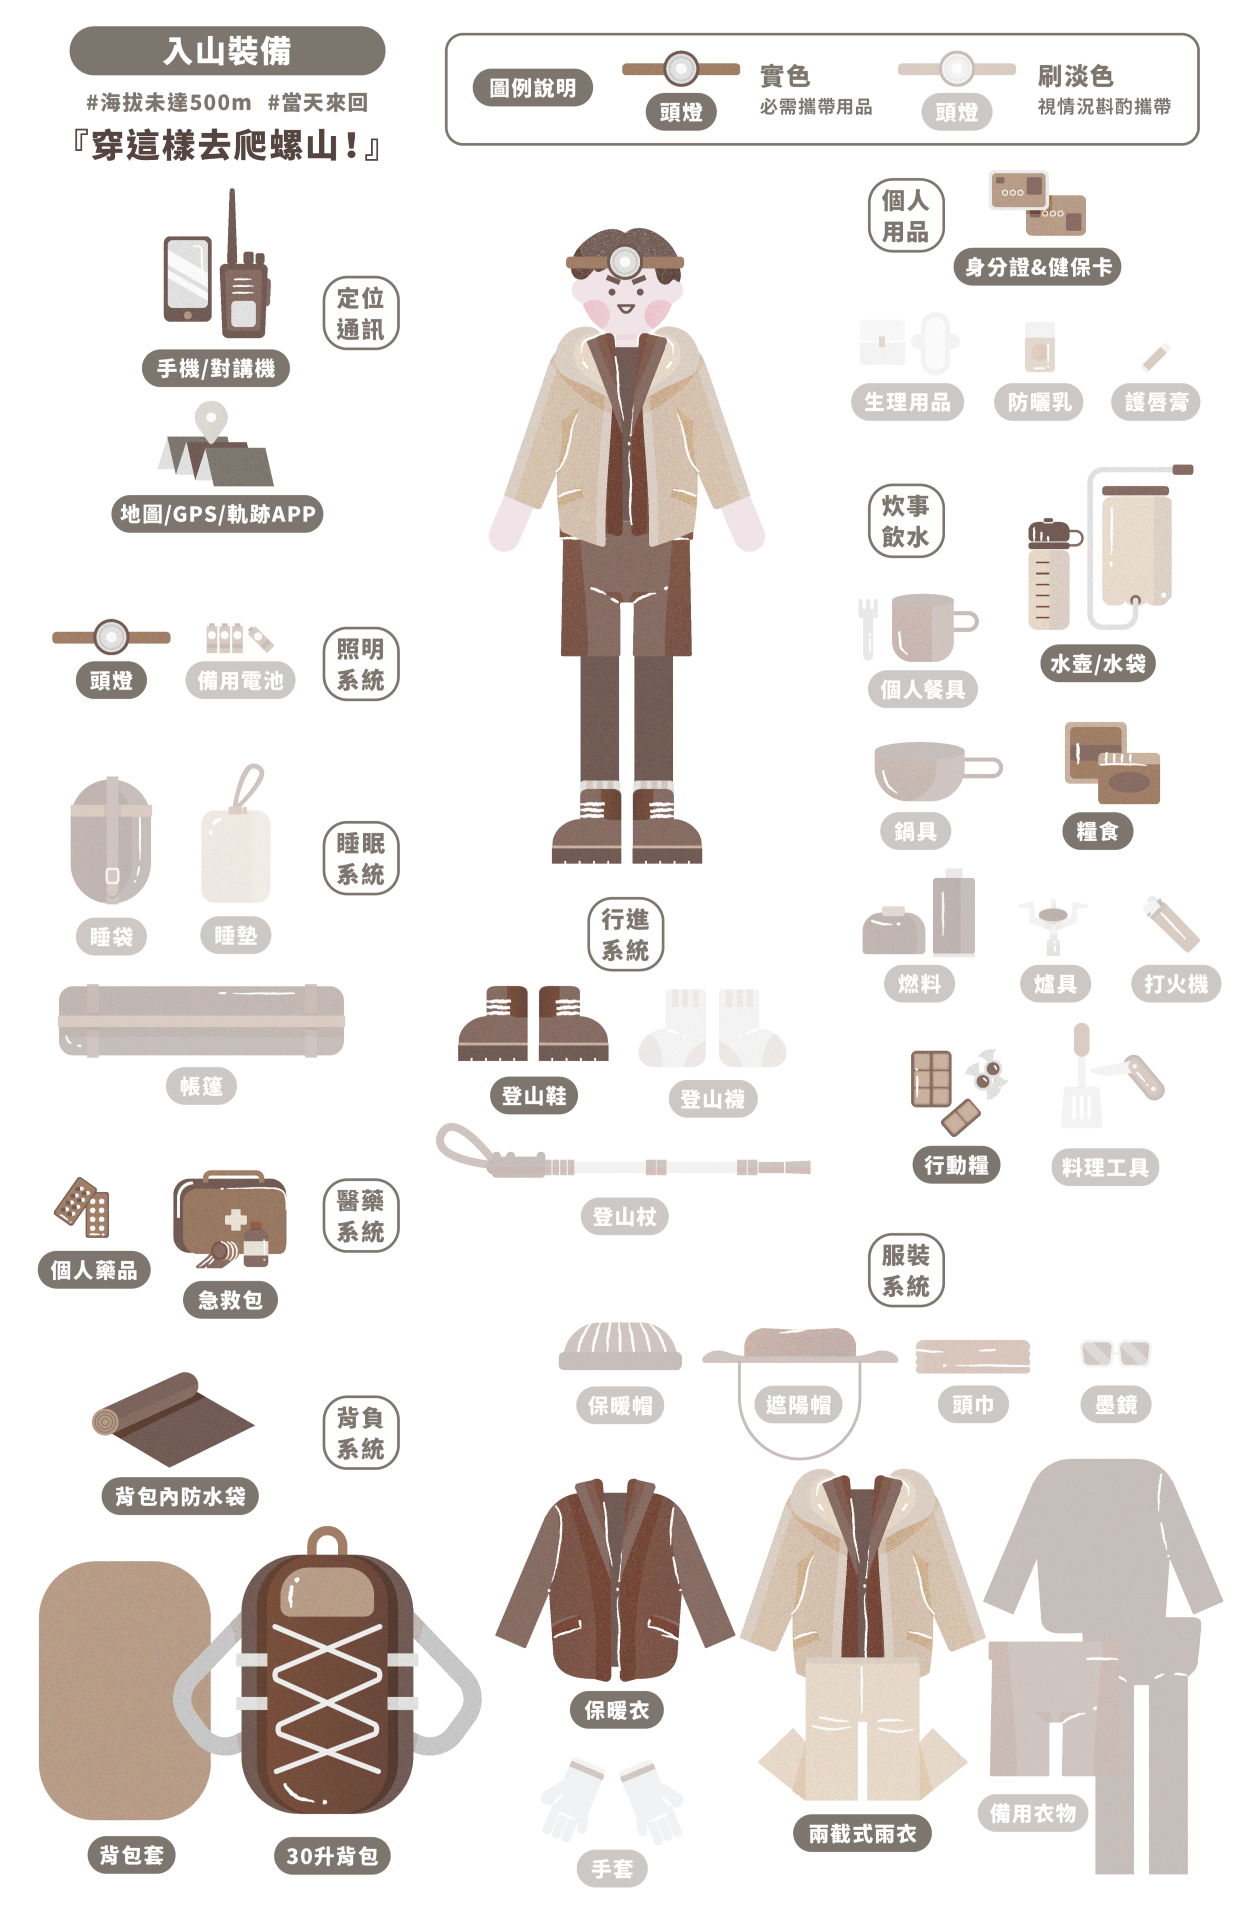 入山裝備
#海拔未達500m #當天來回
『穿這樣去爬螺山！』
圖例說明
頭燈
實色
必需攜帶用品
頭燈
刷淡色
視情況斟酌攜帶
定位
通訊
手機/對講機
地圖/GPS/軌跡APP
照明
系統
頭燈
備用電池
睡眠
系統
睡袋
睡墊
帳篷
醫藥
系統
個人藥品
急救包
背負
系統
背包內防水袋
背包套
30升背包
行進
系統
登山鞋
登山襪
登山杖
個人
用品
身分證&健保卡
生理用品
防曬乳
護唇膏
炊事
飲水
水壺/水袋
個人餐具
鍋具
糧食
燃料
爐具
打火機
行動糧
料理工具
服裝
系統
保暖帽
遮陽帽
頭巾
墨鏡
保暖衣
手套
兩截式雨衣
備用衣物